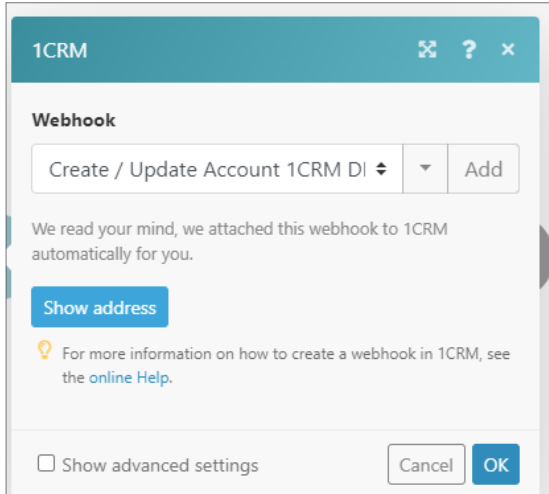 1CRM
?
×
Webhook
Create / Update Account 1CRM
Add
We read your mind, we attached this webhook to 1CRM
automatically for you.
Show address
For more information on how to create a webhook in 1CRM, see
the online Help.
Show advanced settings
Cancel
OK